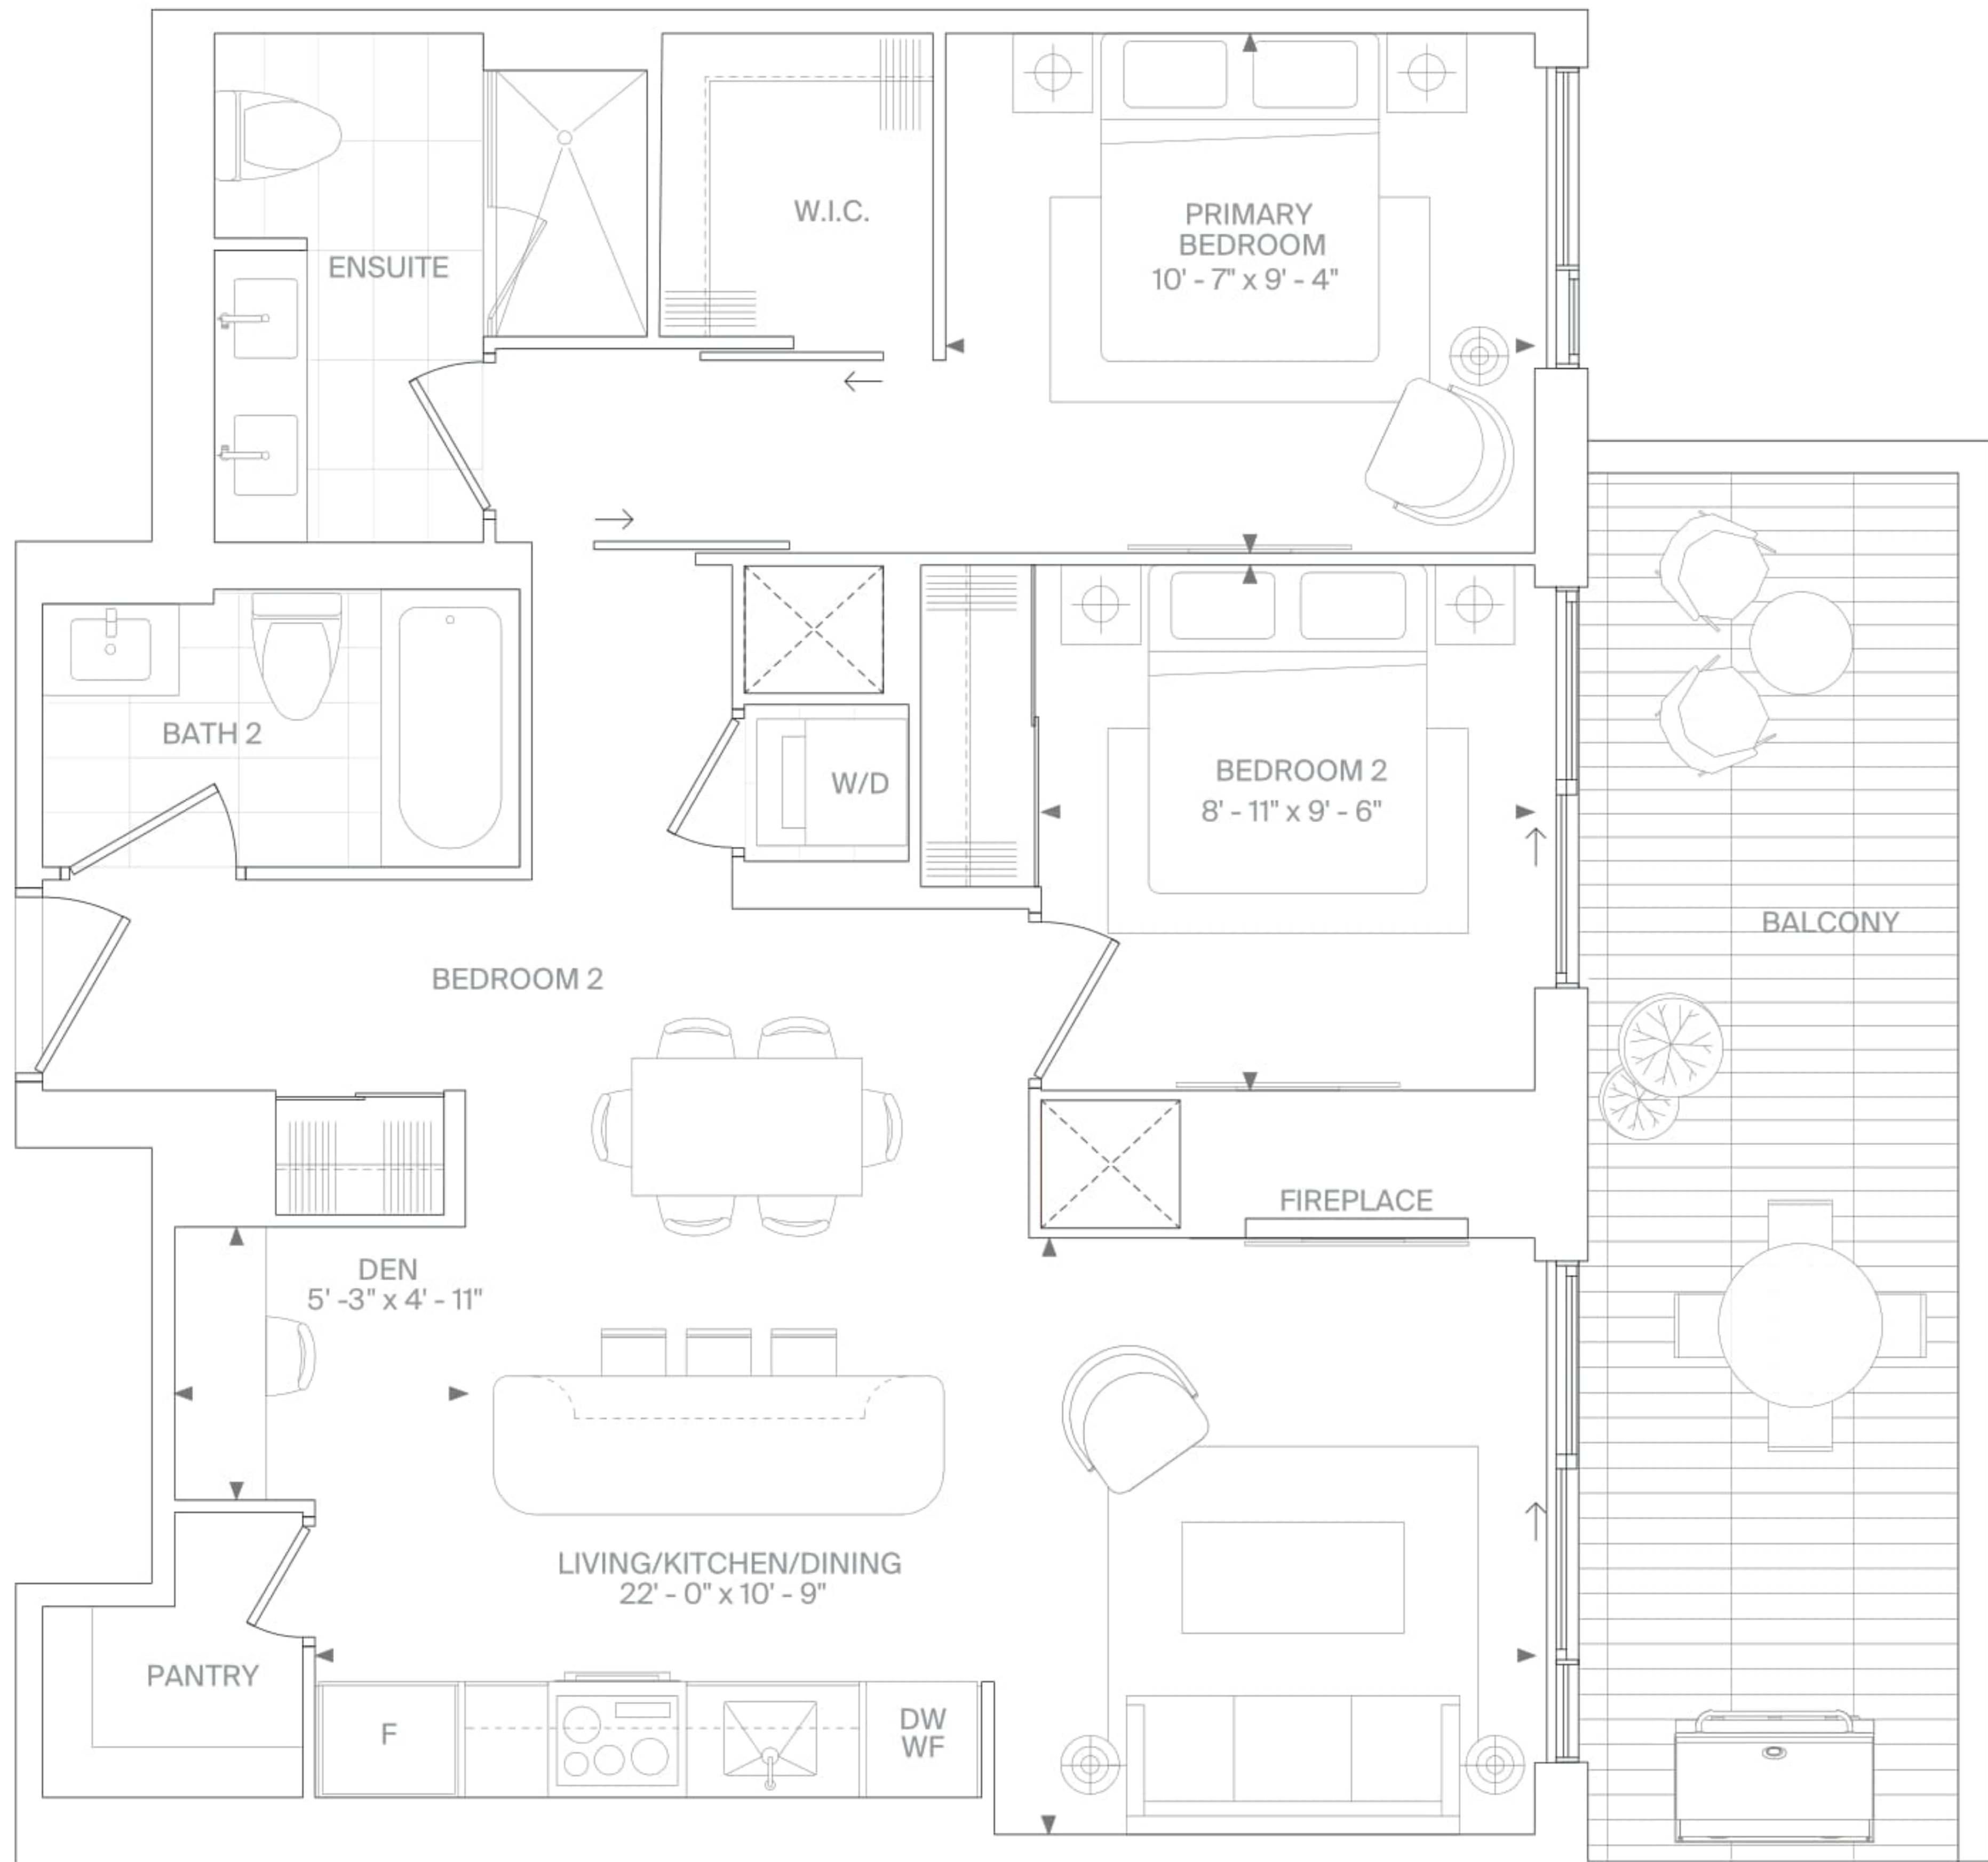 W.I.C.
PRIMARY
BEDROOM
10' - 7" x 9' - 4"
ENSUITE
BATH 2
W/D
BEDROOM 2
8' - 11" x 9' - 6"
BALCONY
BEDROOM 2
FIREPLACE
DEN
5' -3" x 4' - 11"
LIVING/KITCHEN/DINING
22' - 0" x 10' - 9"
PANTRY
F
DW
WF